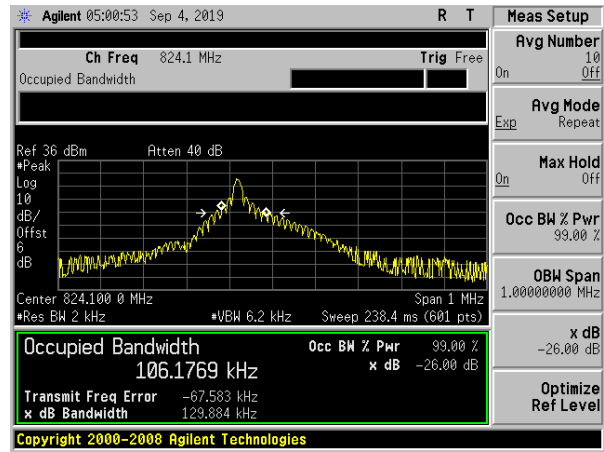 Agilent 05:00:53 Sep 4, 2019 R T
Ch Freq 824.1 MHz Trig Free
Occupied Bandwidth
Ref 36 dBm Atten 40 dB
#Peak
Log
10
dB/
Offst
6
dB
Center 824.100 0 MHz Span 1 MHz
#Res BW 2 kHz #VBW 6.2 kHz Sweep 238.4 ms (601 pts)
Occupied Bandwidth Occ BW % Pwr 99.00 %
106.1769 kHz x dB -26.00 dB
Transmit Freq Error -67.583 kHz
x dB Bandwidth 129.884 kHz
Copyright 2000-2008 Agilent Technologies
Meas Setup
Avg Number
10
On Off
Avg Mode
Exp Repeat
Max Hold
On Off
Occ BW % Pwr
99.00 %
OBW Span
1.00000000 MHz
x dB
-26.00 dB
Optimize
Ref Level